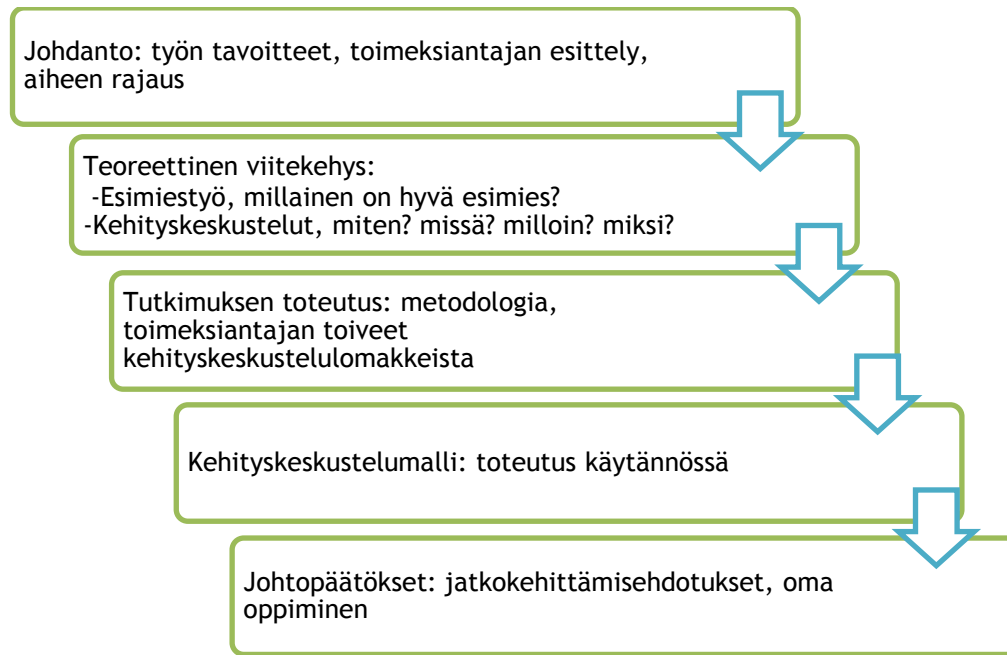 Johdanto: työn tavoitteet, toimeksiantajan esittely,
aiheen rajaus
Teoreettinen viitekehys:
-Esimiestyö, millainen on hyvä esimies?
-Kehityskeskustelut, miten? missä? milloin? miksi?
Tutkimuksen toteutus: metodologia,
toimeksiantajan toiveet
kehityskeskustelulomakkeista
Kehityskeskustelumalli: toteutus käytännössä
Johtopäätökset: jatkokehittämisehdotukset, oma
oppiminen